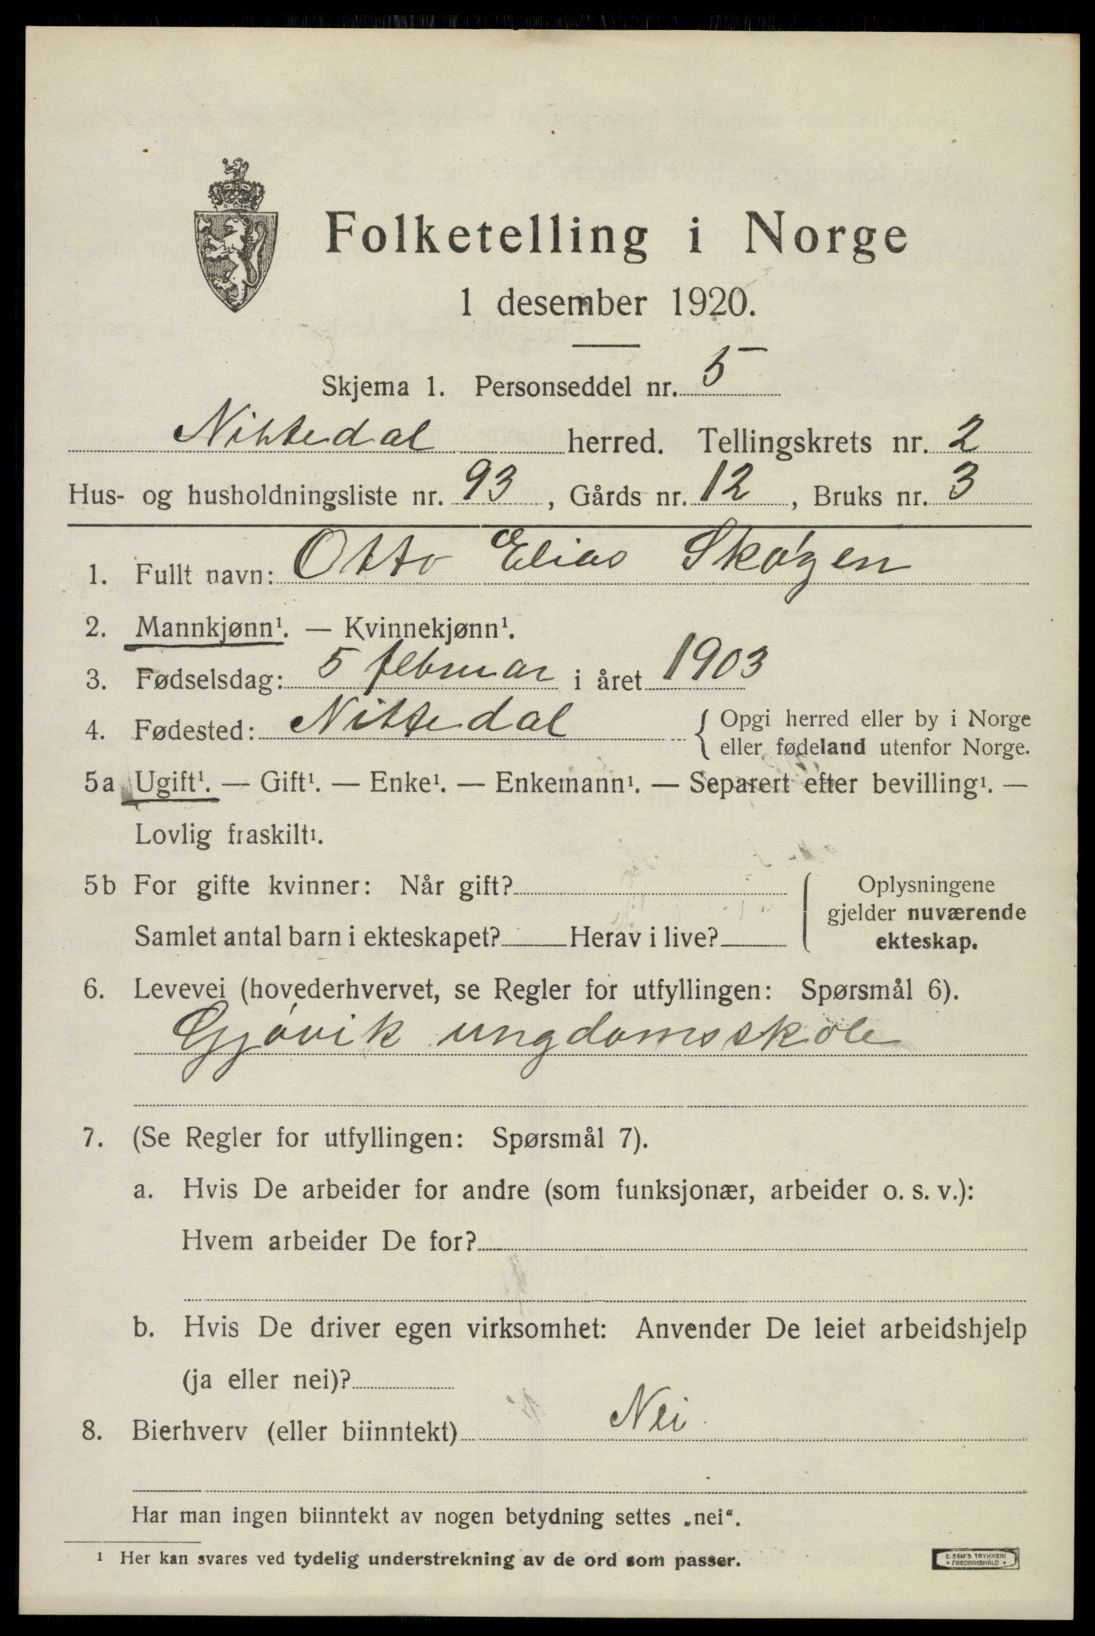 Folketelling i Norge
1 desember 1920.
Skjema 1. Personseddel nr. 5
Nittedal herred. Tellingskrets nr. 2
Hus- og husholdningsliste nr. 93, Gårds nr. 12, Bruks nr. 3
1. Fullt navn: Otto Elias Skøgen
2. Mannkjønn¹. — Kvinnekjønn¹.
3. Fødselsdag: 5 februar i året 1903
4. Fødested: Nittedal { Opgi herred eller by i Norge
eller fødeland utenfor Norge.
5a Ugift¹. — Gift¹. — Enke¹. — Enkemann¹. — Separert efter bevilling¹. —
Lovlig fraskilt¹.
5b For gifte kvinner: Når gift?
Samlet antal barn i ekteskapet? Herav i live?
Oplysningene
gjelder nuværende
ekteskap.
6. Levevei (hovederhvervet, se Regler for utfyllingen: Spørsmål 6).
Gjøvik ungdomsskole
7. (Se Regler for utfyllingen: Spørsmål 7).
a. Hvis De arbeider for andre (som funksjonær, arbeider o. s. v.):
Hvem arbeider De for?
b. Hvis De driver egen virksomhet: Anvender De leiet arbeidshjelp
(ja eller nei)?
8. Bierhverv (eller biinntekt) Nei
Har man ingen biinntekt av nogen betydning settes „nei“.
¹ Her kan svares ved tydelig understrekning av de ord som passer.
E. SEM'S TRYKKERI
FREDRIKSHALD